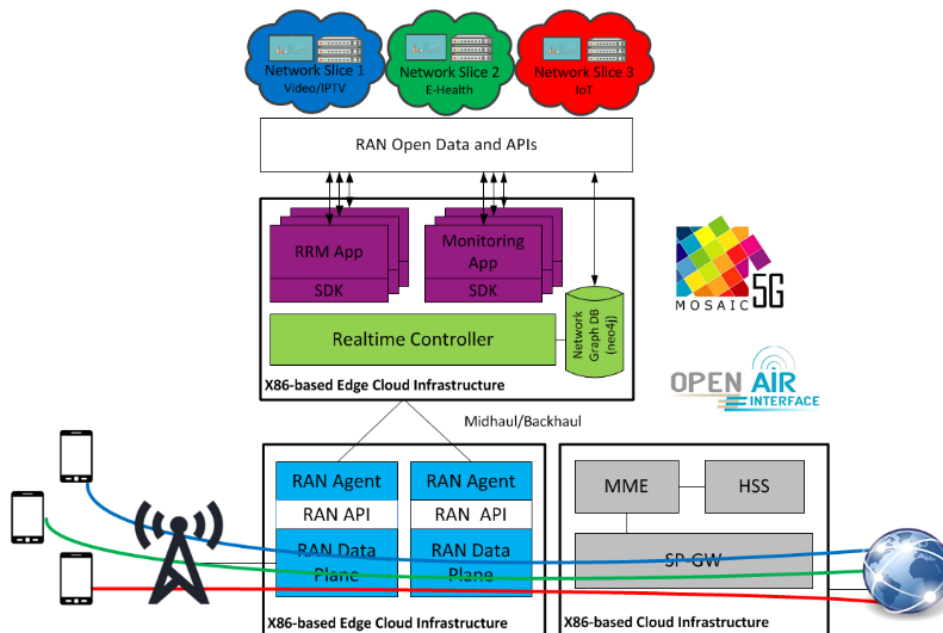 Network Slice 1
Video/IPTV
Network Slice 2
E-Health
Network Slice 3
IoT
RAN Open Data and APIs
RRM App
SDK
Monitoring
App
SDK
Realtime Controller
Network
Graph DB
(neo4j)
X86-based Edge Cloud Infrastructure
MOSAIC
5G
OPEN AIR
INTERFACE
Midhaul/Backhaul
RAN Agent
RAN API
RAN Data
Plane
RAN Agent
RAN API
RAN Data
Plane
X86-based Edge Cloud Infrastructure
MME
HSS
SP-GW
X86-based Cloud Infrastructure